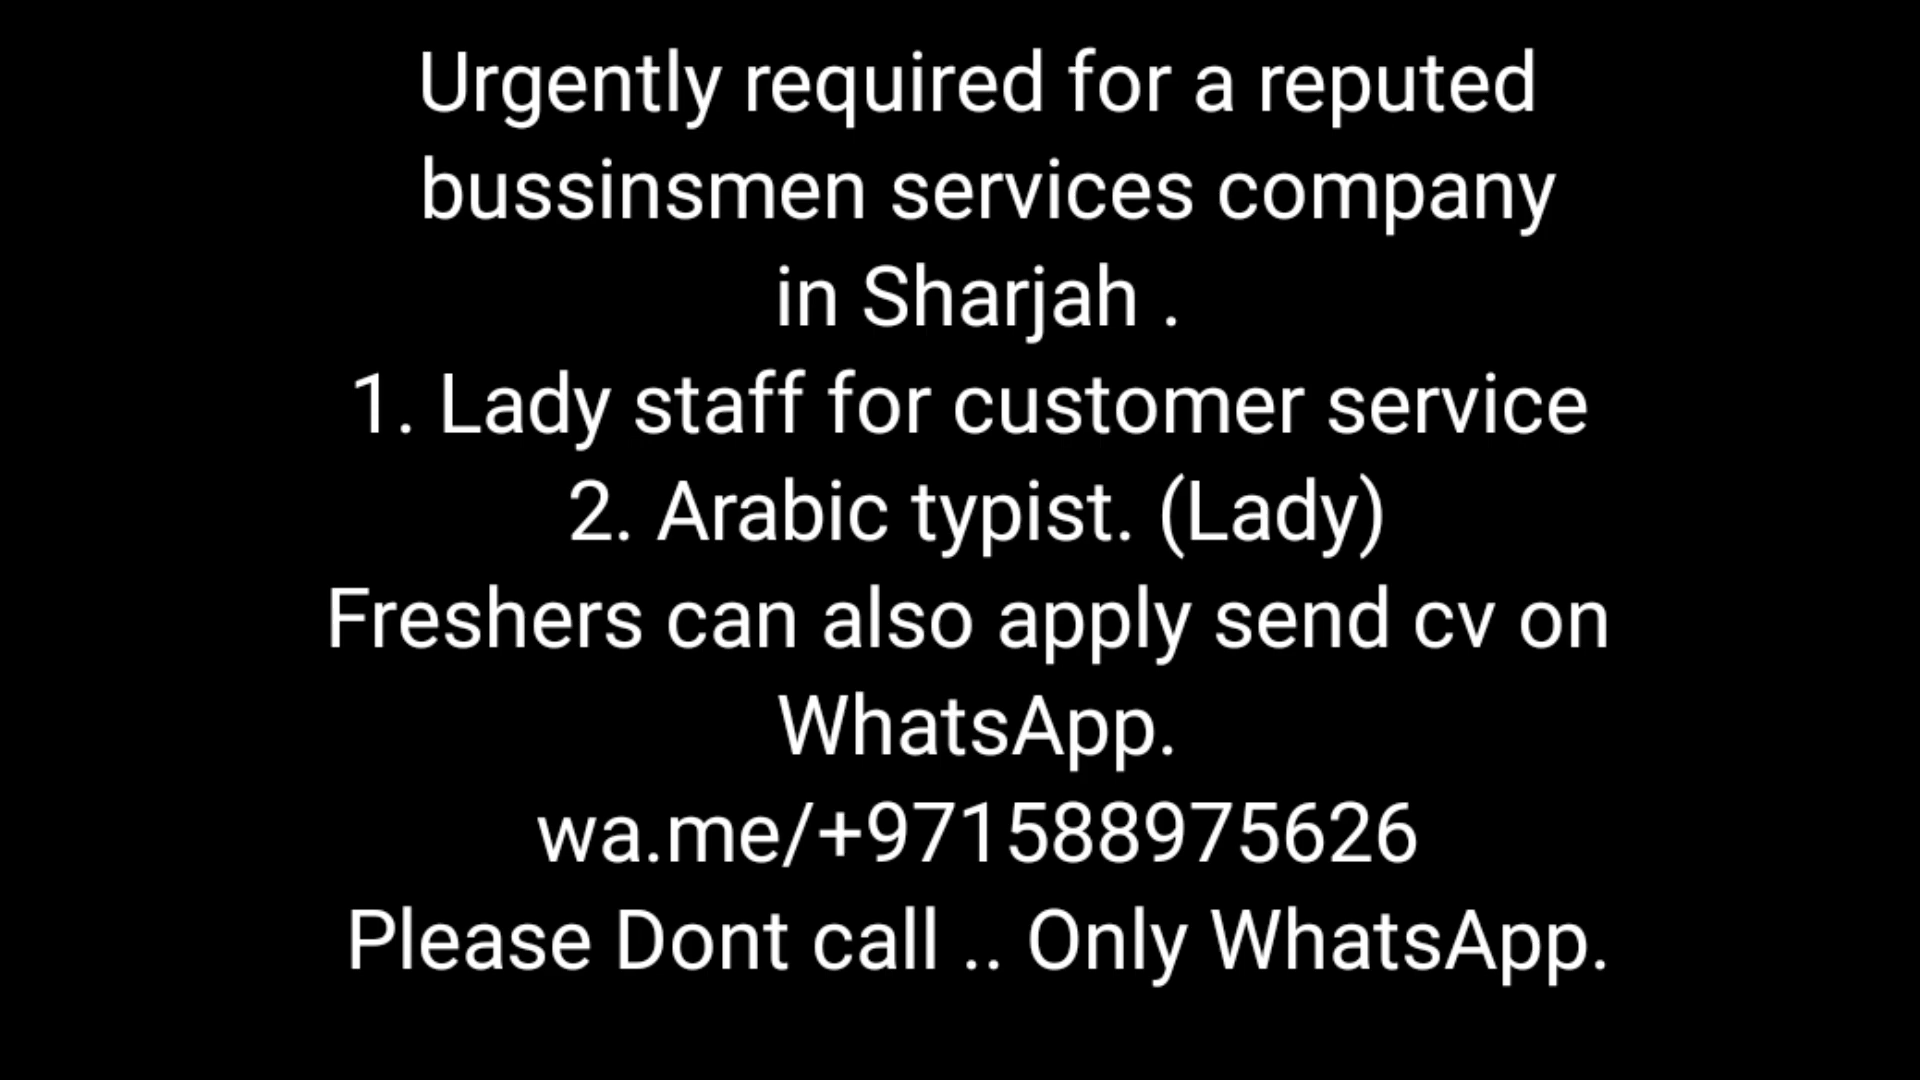 Urgently required for a reputed
bussinsmen services company
in Sharjah .
1. Lady staff for customer service
2. Arabic typist. (Lady)
Freshers can also apply send cv on
WhatsApp.
wa.me/+971588975626
Please Dont call .. Only WhatsApp.